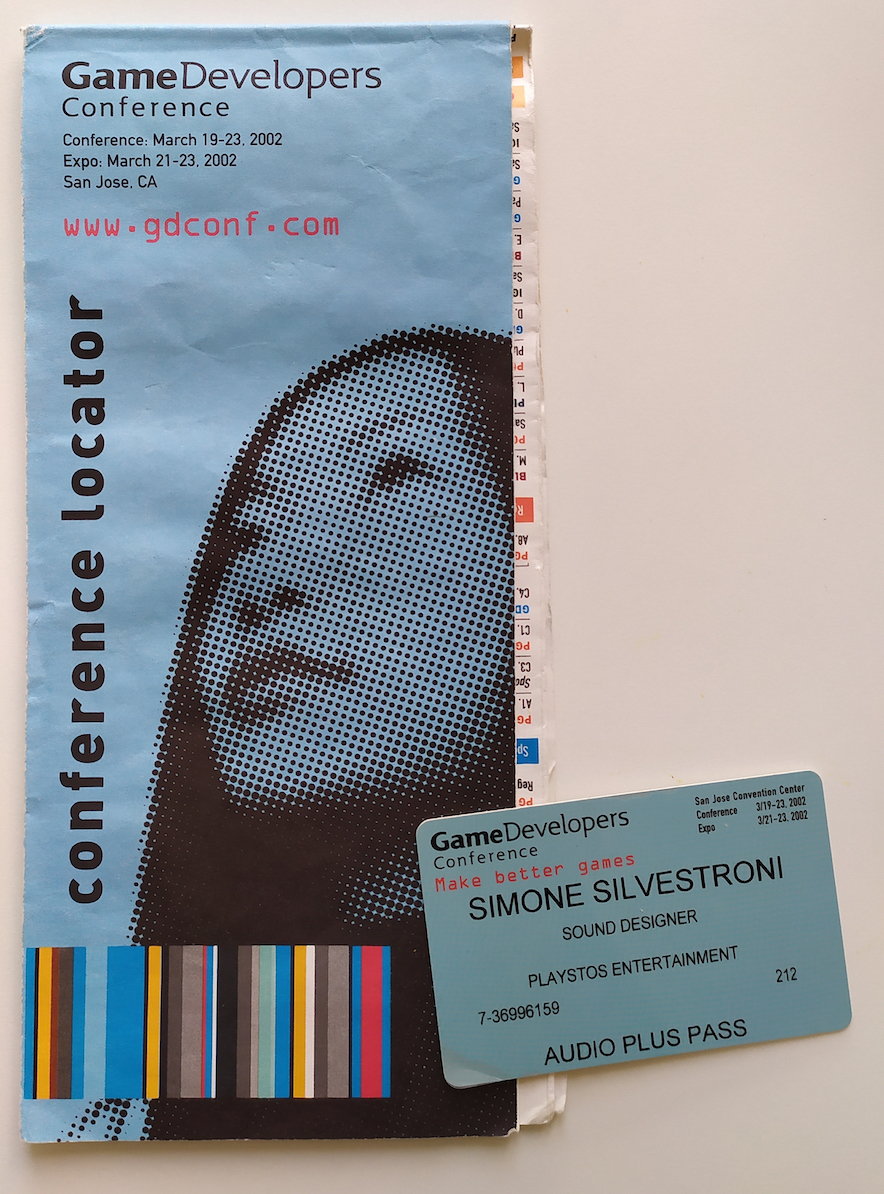 GameDevelopers
Conference
Conference: March 19-23, 2002
Expo: March 21-23, 2002
San Jose, CA
www.gdconf.com
conference locator
GameDevelopers
Conference
Make better games
San Jose Convention Center
Conference 3/19-23, 2002
Expo 3/21-23, 2002
SIMONE SILVESTRONI
SOUND DESIGNER
PLAYSTOS ENTERTAINMENT
212
7-36996159
AUDIO PLUS PASS